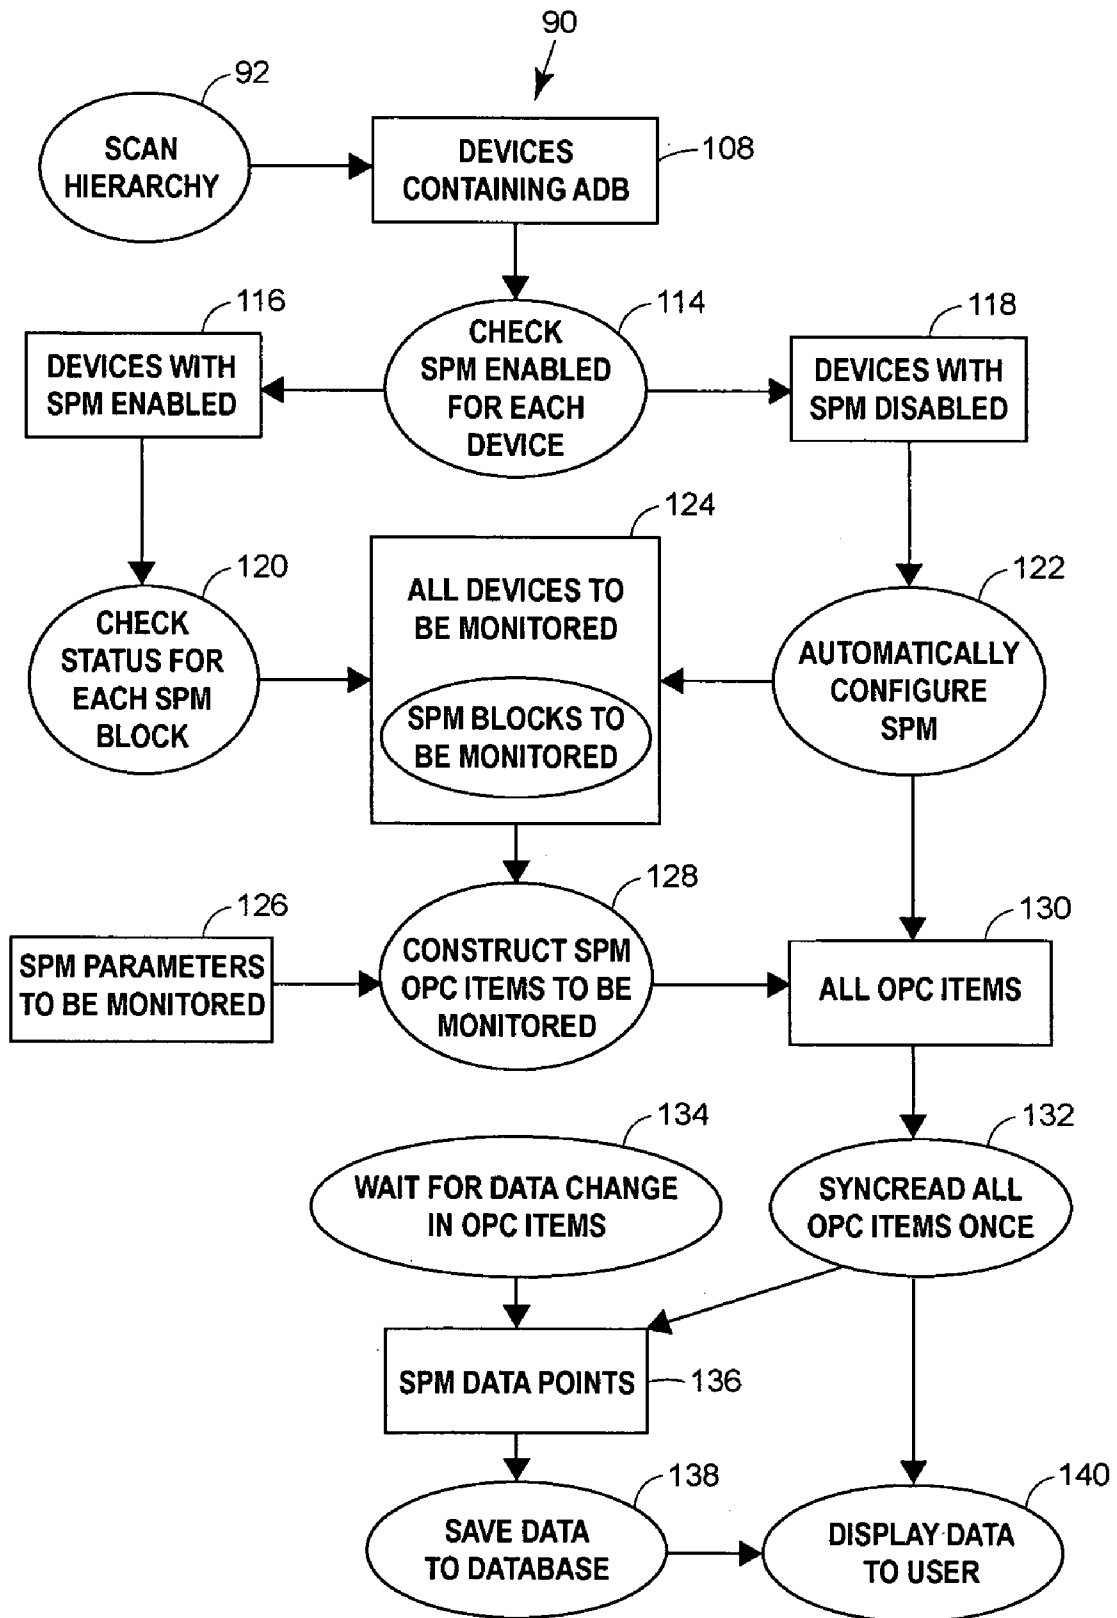 90
92
SCAN
HIERARCHY
DEVICES
CONTAINING ADB
108
116
DEVICES WITH
SPM ENABLED
114
CHECK
SPM ENABLED
FOR EACH
DEVICE
118
DEVICES WITH
SPM DISABLED
120
CHECK
STATUS FOR
EACH SPM
BLOCK
124
ALL DEVICES TO
BE MONITORED
SPM BLOCKS TO
BE MONITORED
122
AUTOMATICALLY
CONFIGURE
SPM
126
SPM PARAMETERS
TO BE MONITORED
128
CONSTRUCT SPM
OPC ITEMS TO BE
MONITORED
130
ALL OPC ITEMS
134
WAIT FOR DATA CHANGE
IN OPC ITEMS
132
SYNCREAD ALL
OPC ITEMS ONCE
SPM DATA POINTS
136
138
SAVE DATA
TO DATABASE
140
DISPLAY DATA
TO USER